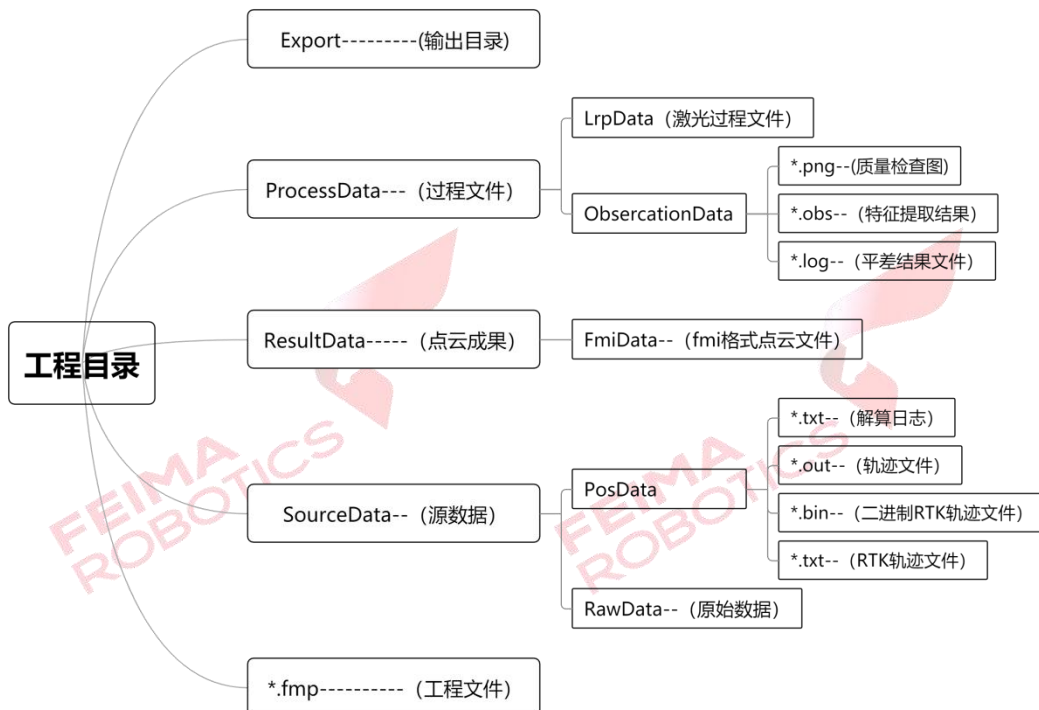 工程目录
Export---------(输出目录)
ProcessData---（过程文件）
LrpData（激光过程文件）
ObsercationData
*.png--(质量检查图)
*.obs--（特征提取结果）
*.log--（平差结果文件）
ResultData-----（点云成果）
FmiData--（fmi格式点云文件）
SourceData--（源数据）
PosData
*.txt--（解算日志）
*.out--（轨迹文件）
*.bin--（二进制RTK轨迹文件）
*.txt--（RTK轨迹文件）
RawData--（原始数据）
*.fmp----------（工程文件）
FEIMA
ROBOTICS
FEIMA
ROBOTICS